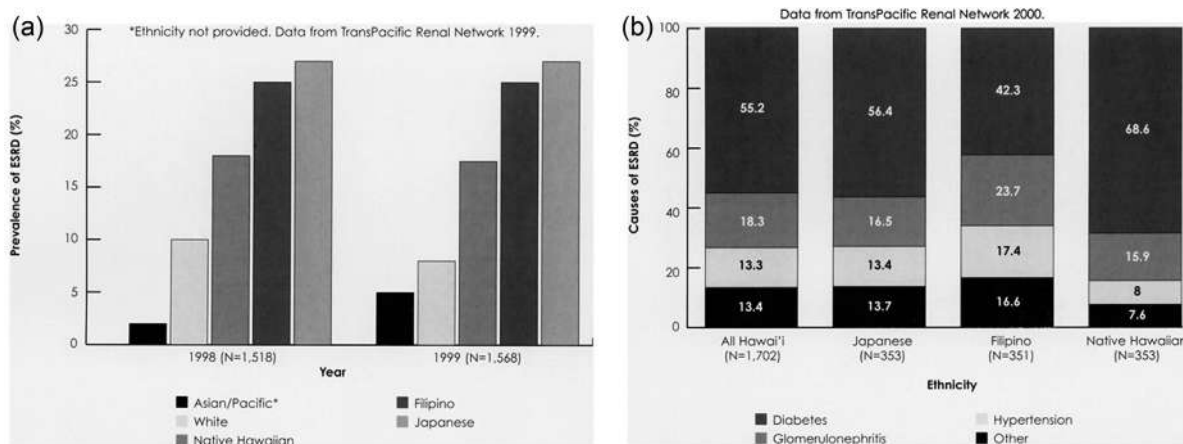 (a)
*Ethnicity not provided. Data from TransPacific Renal Network 1999.
30
25
20
15
10
5
0
Prevalence of ESRD (%)
1998 (N=1,518)
1999 (N=1,568)
Year
Asian/Pacific*
White
Native Hawaiian
Filipino
Japanese
(b)
Data from TransPacific Renal Network 2000.
100
80
60
40
20
0
Causes of ESRD (%)
55.2
18.3
13.3
13.4
56.4
16.5
13.4
13.7
42.3
23.7
17.4
16.6
68.6
15.9
8
7.6
All Hawai'i
(N=1,702)
Japanese
(N=353)
Filipino
(N=351)
Native Hawaiian
(N=353)
Ethnicity
Diabetes
Glomerulonephritis
Hypertension
Other